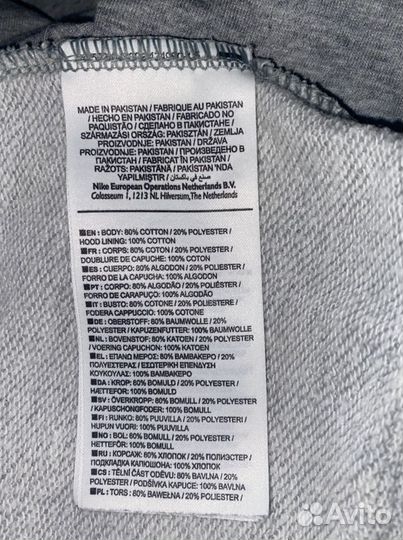 MADE IN PAKISTAN / FABRIQUE AU PAKISTAN
/ HECHO EN PAKISTÁN / FABRICADO NO
PAQUISTÃO / СДЕЛАНО В ПАКИСТАНЕ /
SZÁRMAZÁSI ORSZÁG: PAKISZTÁN / ZEMLJA
PROIZVODNJE: PAKISTAN / DRŽAVA
PROIZVODNJE: PAKISTAN / ПРОИЗВЕДЕНО В
ПАКИСТАН / FABRICAT ÎN PAKISTAN /
RAŽOTS: PAKISTĀNĀ / PAKISTAN 'NDA
YAPILMIŞTIR / صنع في باكستان
Nike European Operations Netherlands B.V.
Colosseum 1, 1213 NL Hilversum, The Netherlands
EN: BODY: 80% COTTON / 20% POLYESTER /
HOOD LINING: 100% COTTON
FR: CORPS: 80% COTON / 20% POLYESTER /
DOUBLURE DE CAPUCHE: 100% COTON
ES: CUERPO: 80% ALGODON / 20% POLIESTER /
FORRO DE LA CAPUCHA: 100% ALGODON
PT: CORPO: 80% ALGODÃO / 20% POLIÉSTER /
FORRO DE CARAPUÇO: 100% ALGODÃO
IT: BUSTO: 80% COTONE / 20% POLIESTERE /
FODERA CAPPUCCIO: 100% COTONE
DE: OBERSTOFF: 80% BAUMWOLLE / 20%
POLYESTER / KAPUZENFUTTER: 100% BAUMWOLLE
NL: BOVENSTOF: 80% KATOEN / 20% POLYESTER
/ VOERING CAPUCHON: 100% KATOEN
EL: ΕΠΑΝΩ ΜΕΡΟΣ: 80% ΒΑΜΒΑΚΕΡΟ / 20%
ΠΟΛΥΕΣΤΕΡΑΣ / ΕΣΩΤΕΡΙΚΗ ΕΠΕΝΔΥΣΗ
ΚΟΥΚΟΥΛΑΣ: 100% ΒΑΜΒΑΚΕΡΟ
DA: KROP: 80% BOMULD / 20% POLYESTER /
HÆTTEFOR: 100% BOMULD
SV: ÖVERKROPP: 80% BOMULL / 20% POLYESTER
/ KAPUSCHONGFODER: 100% BOMULL
FI: RUNKO: 80% PUUVILLA / 20% POLYESTERI /
HUPUN VUORI: 100% PUUVILLA
NO: BOL: 80% BOMULL / 20% POLYESTER /
HETTEFÔR: 100% BOMULL
RU: КОРСАЖ: 80% ХЛОПОК / 20% ПОЛИЭСТЕР /
ПОДКЛАДКА КАПЮШОНА: 100% ХЛОПОК
CS: TĚLNÍ ČÁST ODĚVU: 80% BAVLNA / 20%
POLYESTER / PODŠÍVKA KAPUCE: 100% BAVLNA
PL: TORS: 80% BAWEŁNA / 20% POLIESTER /
Avito